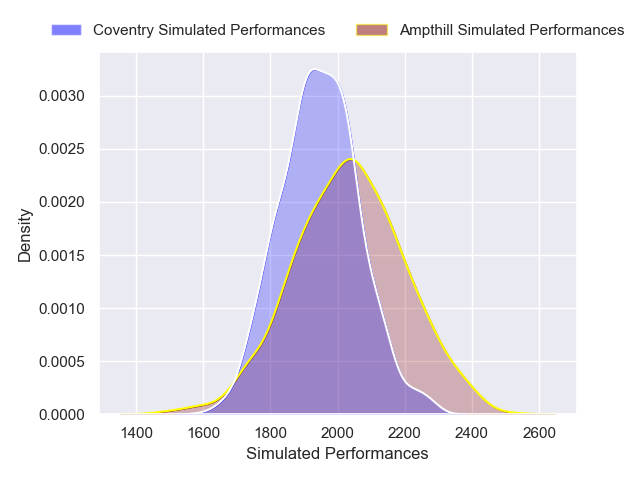 Coventry Simulated Performances Ampthill Simulated Performances
0.0030
0.0025
0.0020
0.0015
0.0010
0.0005
0.0000
Density
1400 1600 1800 2000 2200 2400 2600
Simulated Performances